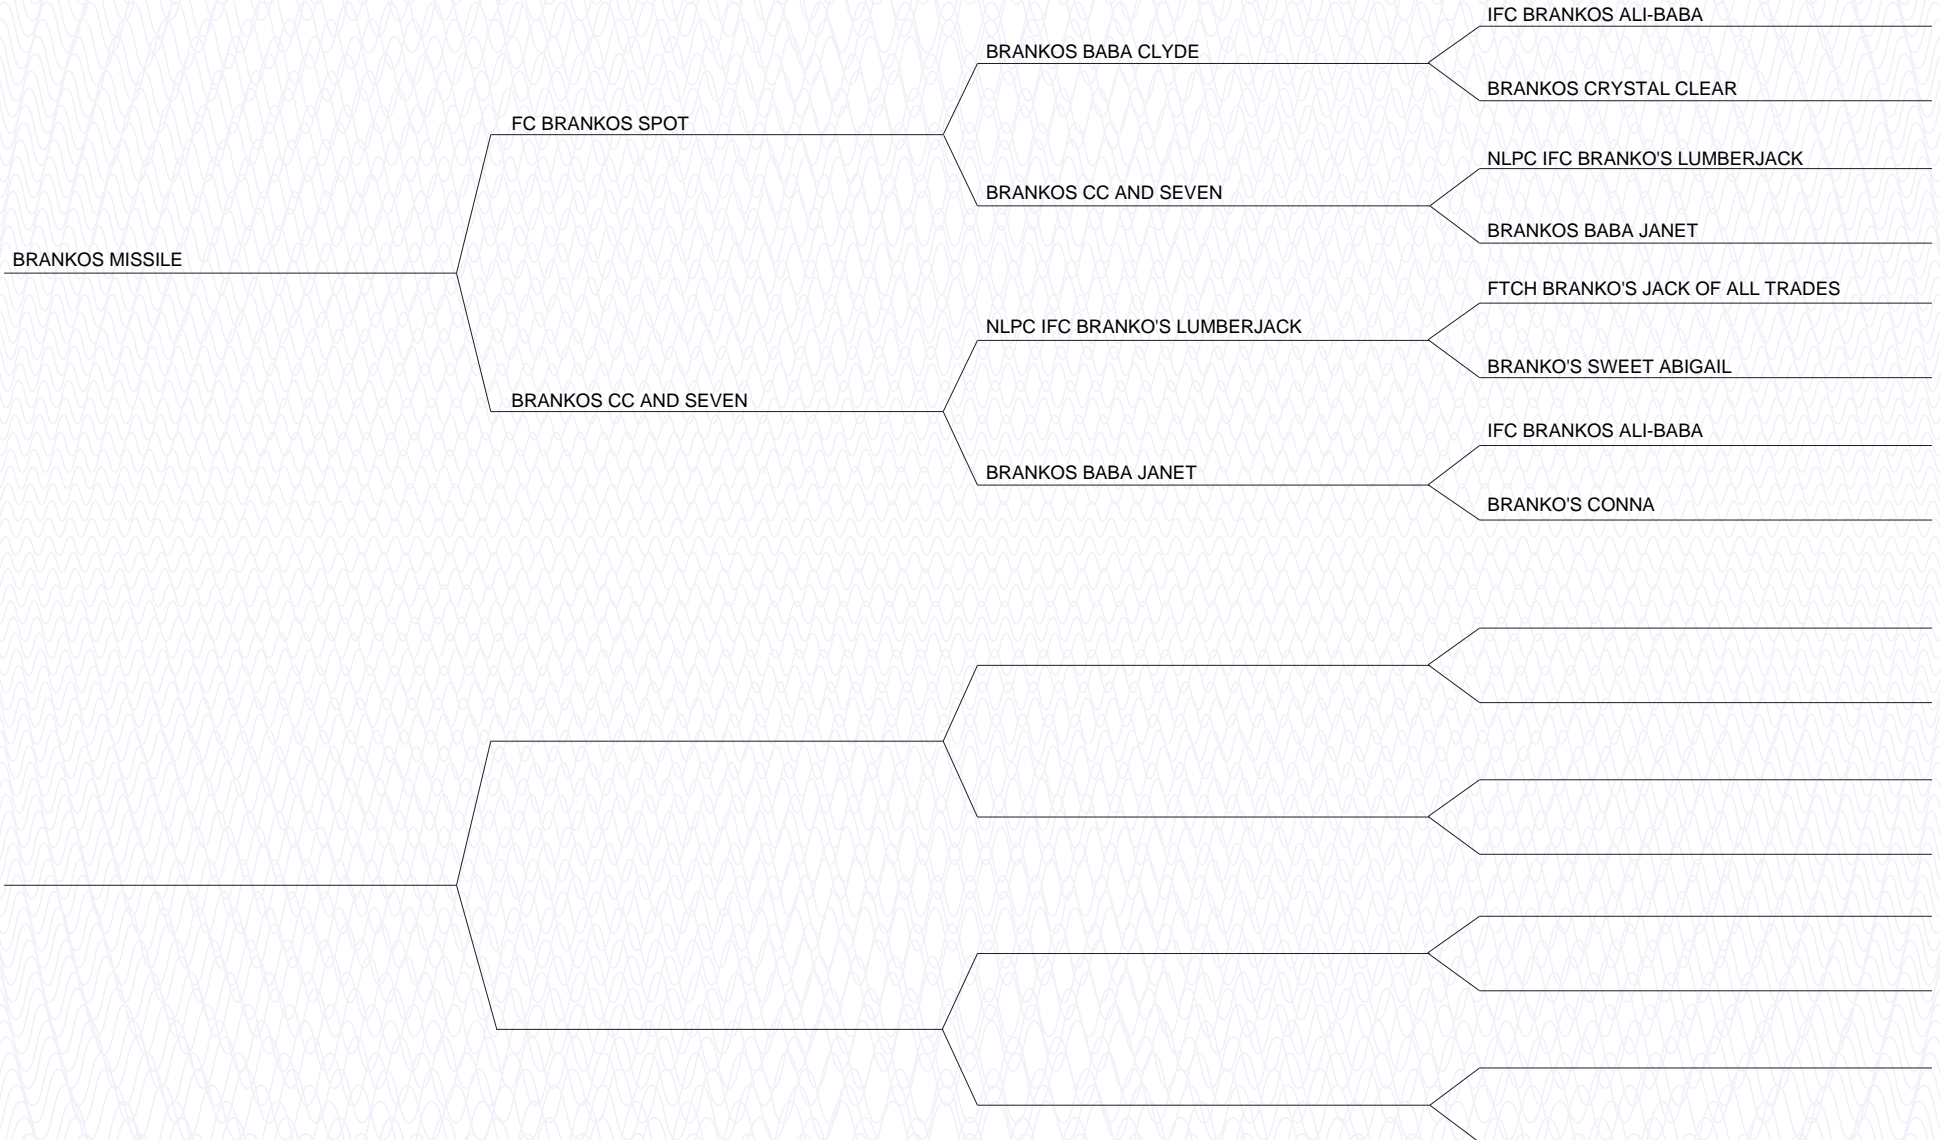 IFC BRANKOS ALI-BABA
BRANKOS BABA CLYDE
BRANKOS CRYSTAL CLEAR
FC BRANKOS SPOT
NLPC IFC BRANKO'S LUMBERJACK
BRANKOS CC AND SEVEN
BRANKOS BABA JANET
BRANKOS MISSILE
FTCH BRANKO'S JACK OF ALL TRADES
NLPC IFC BRANKO'S LUMBERJACK
BRANKO'S SWEET ABIGAIL
BRANKOS CC AND SEVEN
IFC BRANKOS ALI-BABA
BRANKOS BABA JANET
BRANKO'S CONNA